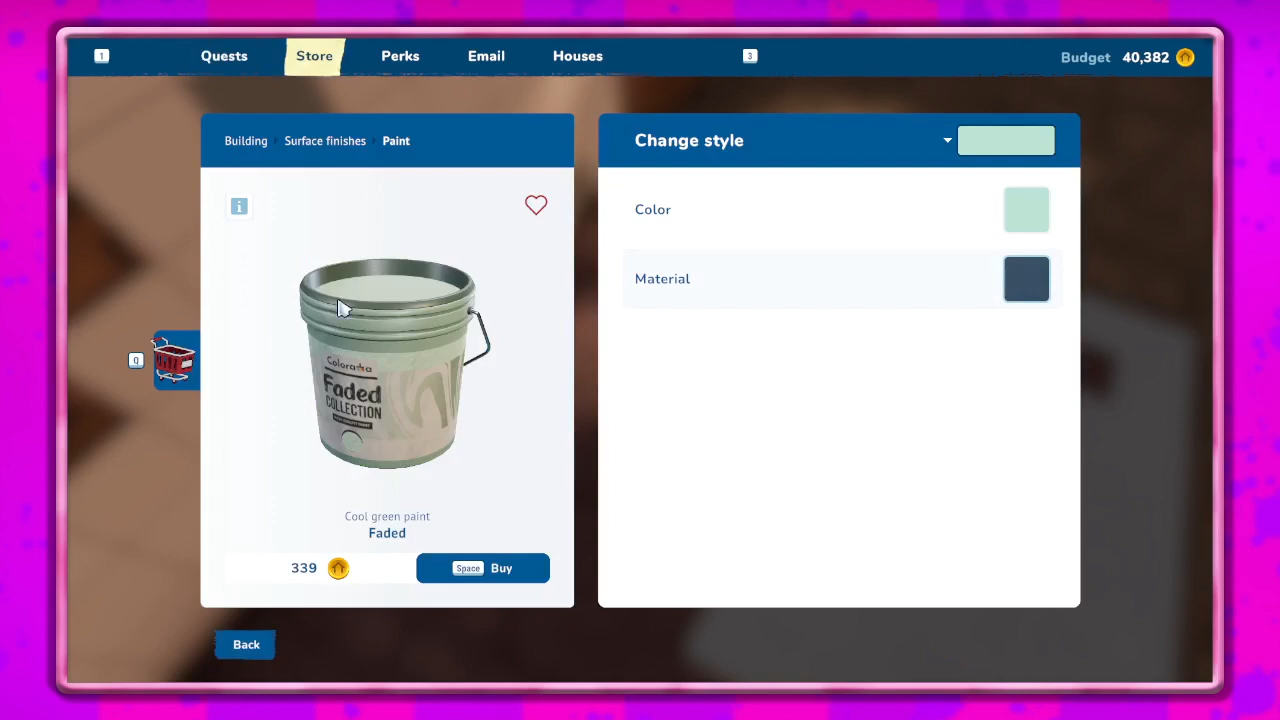 1 Quests Store Perks Email Houses 3 Budget 40,382
Building Surface finishes Paint
Change style
i
Color
Material
Q
Colorama
Faded
COLLECTION
Cool green paint
Faded
339
Space Buy
Back